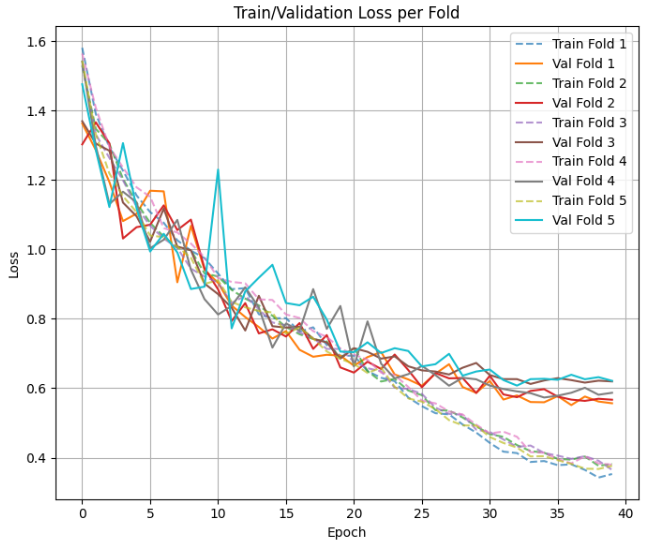 Train/Validation Loss per Fold
1.6
1.4
1.2
1.0
0.8
0.6
0.4
Loss
0
5
10
15
20
25
30
35
40
Epoch
Train Fold 1
Val Fold 1
Train Fold 2
Val Fold 2
Train Fold 3
Val Fold 3
Train Fold 4
Val Fold 4
Train Fold 5
Val Fold 5